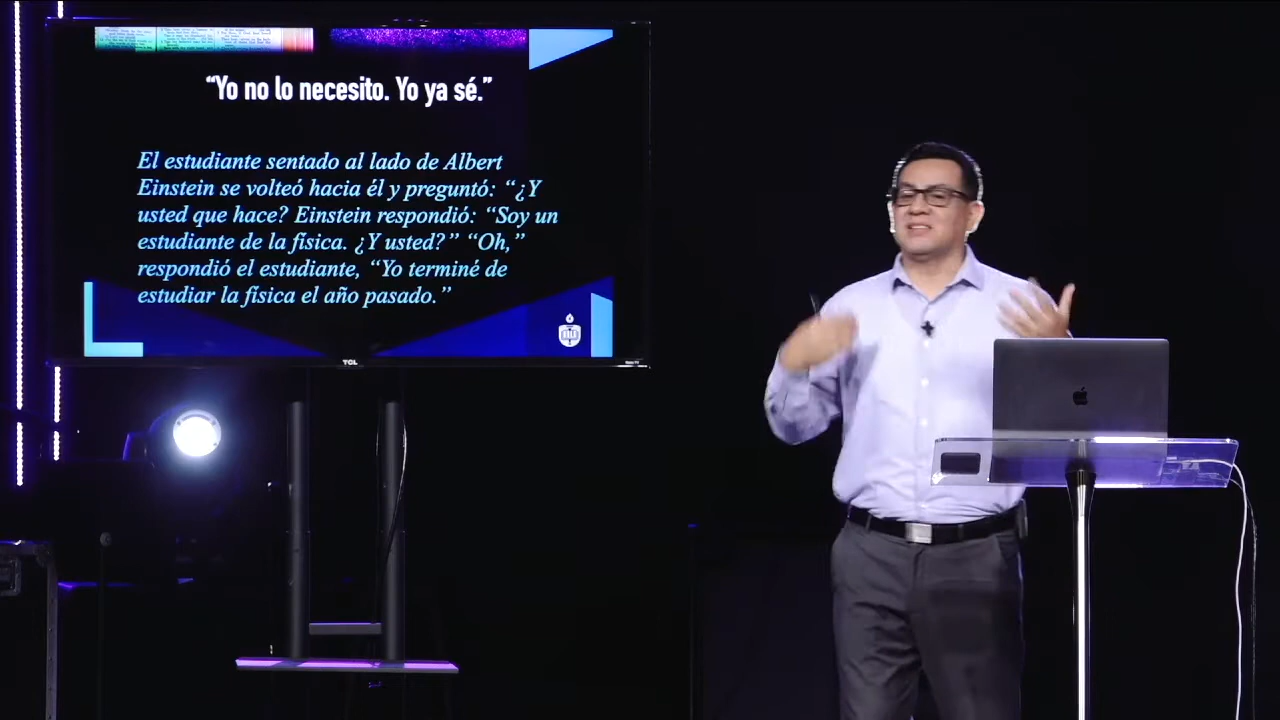 “Yo no lo necesito. Yo ya sé.”
El estudiante sentado al lado de Albert
Einstein se volteó hacia él y preguntó: “¿Y
usted que hace? Einstein respondió: “Soy un
estudiante de la física. ¿Y usted?” “Oh,”
respondió el estudiante, “Yo terminé de
estudiar la física el año pasado.”
TCL